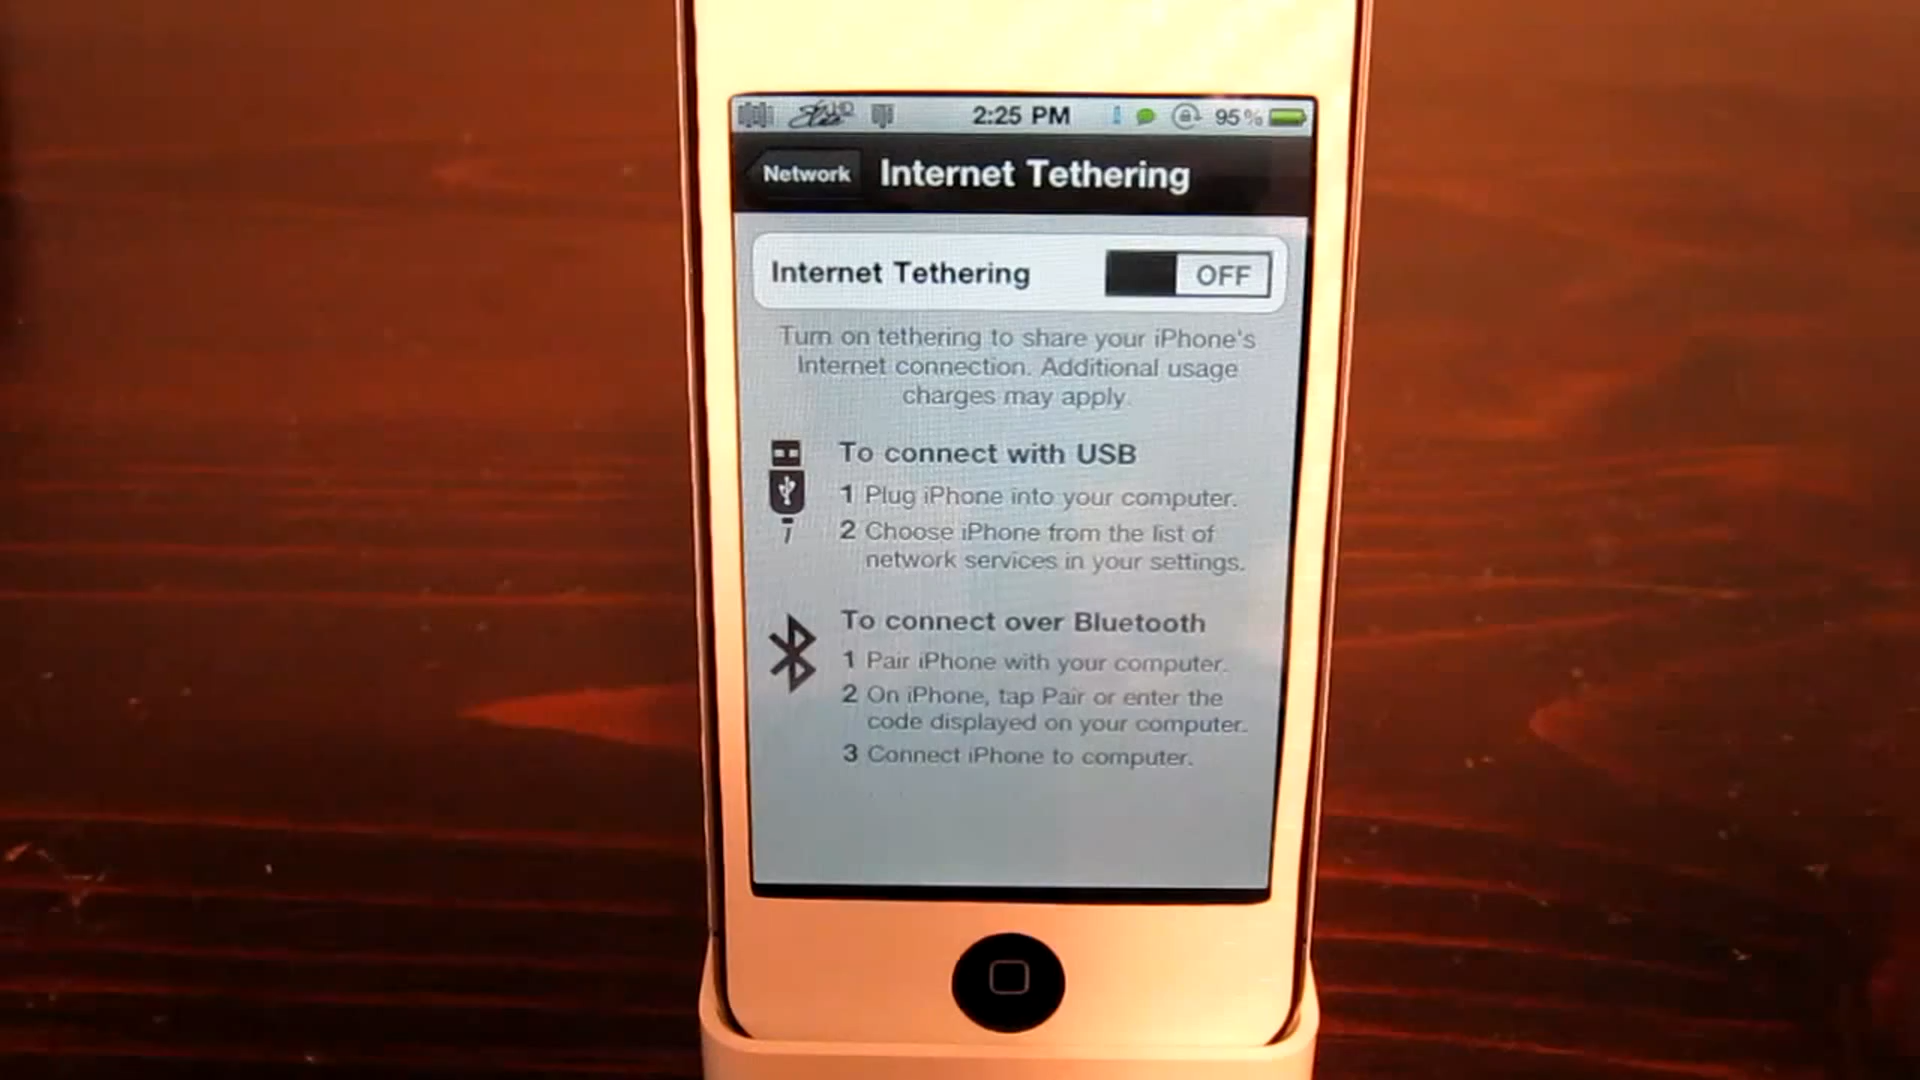 2:25 PM 95%
Network Internet Tethering
Internet Tethering OFF
Turn on tethering to share your iPhone's
Internet connection. Additional usage
charges may apply.
To connect with USB
1 Plug iPhone into your computer.
2 Choose iPhone from the list of
network services in your settings.
To connect over Bluetooth
1 Pair iPhone with your computer.
2 On iPhone, tap Pair or enter the
code displayed on your computer.
3 Connect iPhone to computer.